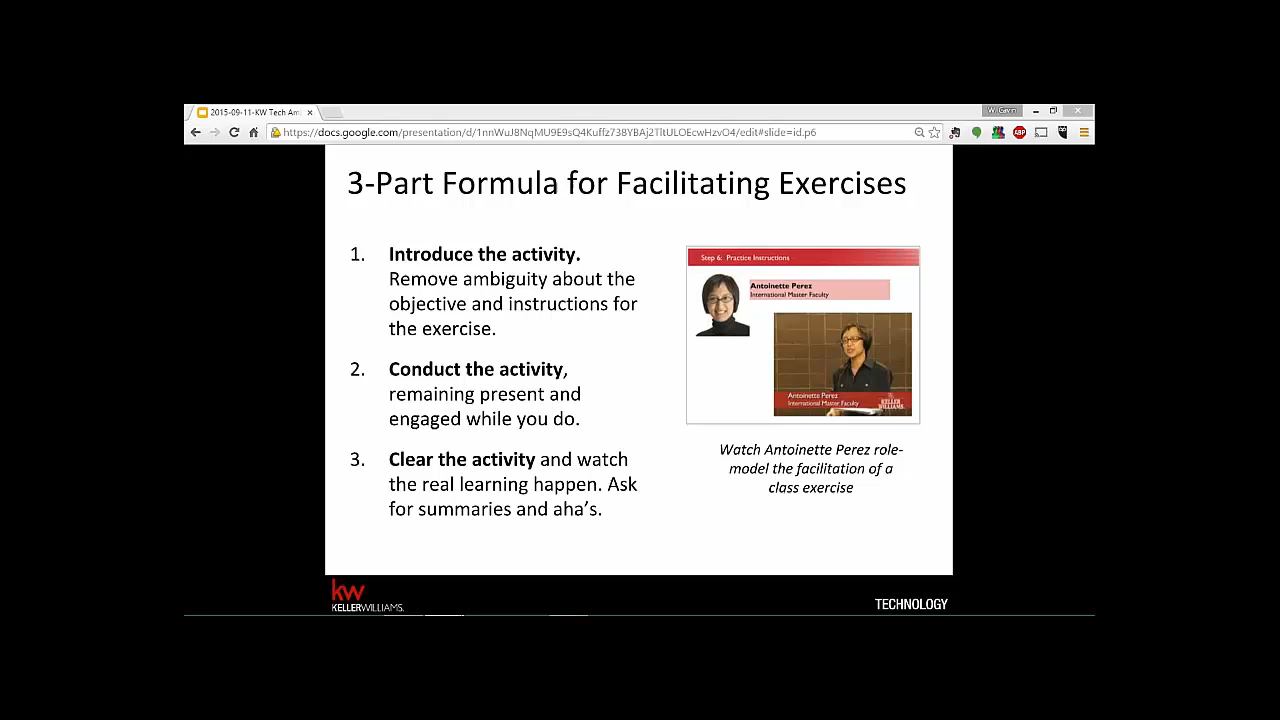 2015-09-11-KW Tech Am
W. Gavin
https://docs.google.com/presentation/d/1nnWuJ8NqMU9E9sQ4Kuffz738YBAj2TltULOEcwHzvO4/edit#slide=id.p6
ABP
3-Part Formula for Facilitating Exercises
1. Introduce the activity.
Remove ambiguity about the
objective and instructions for
the exercise.
2. Conduct the activity,
remaining present and
engaged while you do.
3. Clear the activity and watch
the real learning happen. Ask
for summaries and aha's.
Step 6: Practice Instructions
Antoinette Perez
International Master Faculty
Antoinette Perez
International Master Faculty
KELLER
WILLIAMS
Watch Antoinette Perez role-
model the facilitation of a
class exercise
kw
KELLERWILLIAMS.
TECHNOLOGY